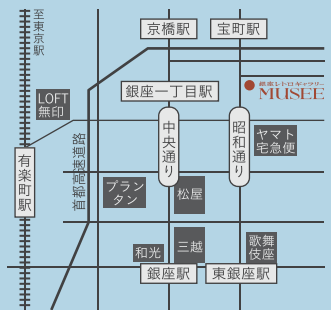 至東京駅
京橋駅
宝町駅
銀座レトロギャラリー
MUSEE
銀座一丁目駅
LOFT
無印
中央通り
昭和通り
ヤマト
宅急便
有楽町駅
首都高速道路
プラン
タン
松屋
和光
三越
歌舞
伎座
銀座駅
東銀座駅